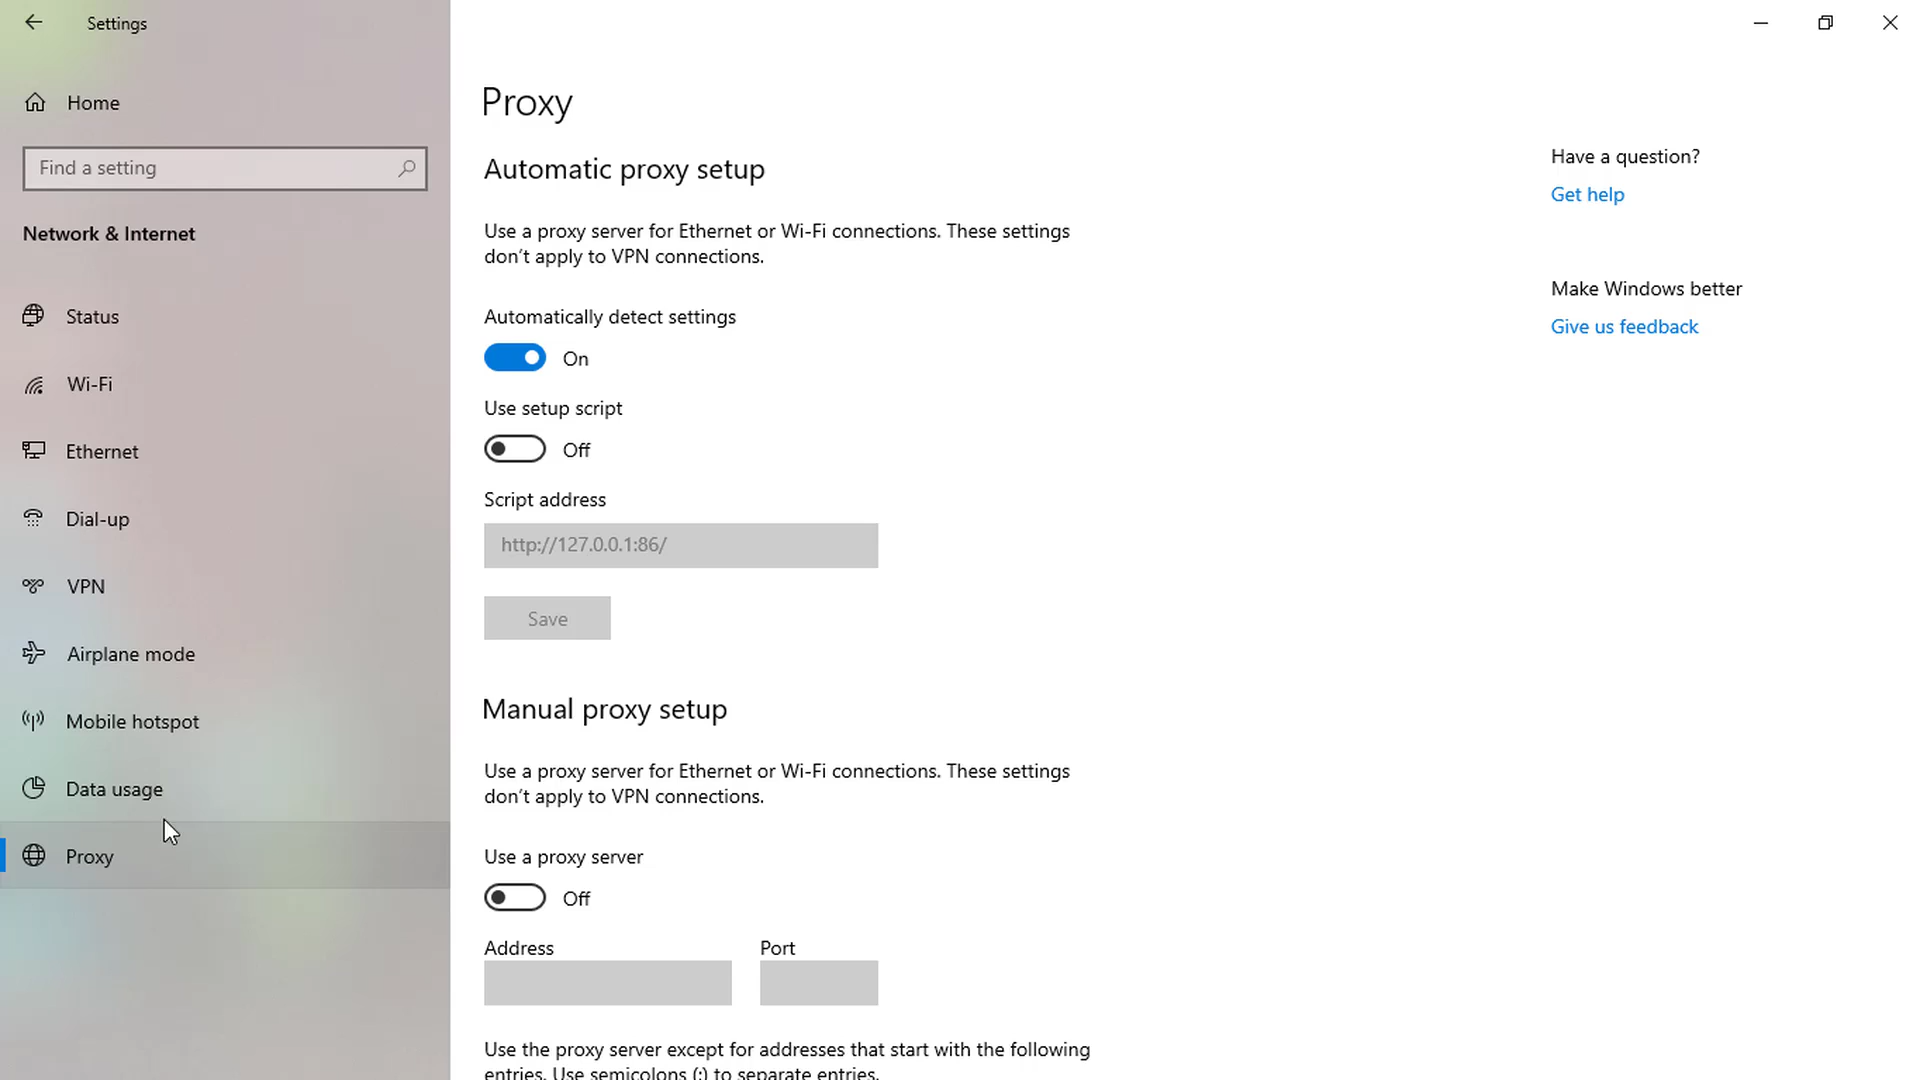 Settings
Home
Find a setting
Network & Internet
Status
Wi-Fi
Ethernet
Dial-up
VPN
Airplane mode
Mobile hotspot
Data usage
Proxy
Proxy
Automatic proxy setup
Use a proxy server for Ethernet or Wi-Fi connections. These settings
don't apply to VPN connections.
Automatically detect settings
On
Use setup script
Off
Script address
http://127.0.0.1:86/
Save
Manual proxy setup
Use a proxy server for Ethernet or Wi-Fi connections. These settings
don't apply to VPN connections.
Use a proxy server
Off
Address Port
Use the proxy server except for addresses that start with the following
entries. Use semicolons (;) to separate entries.
Have a question?
Get help
Make Windows better
Give us feedback